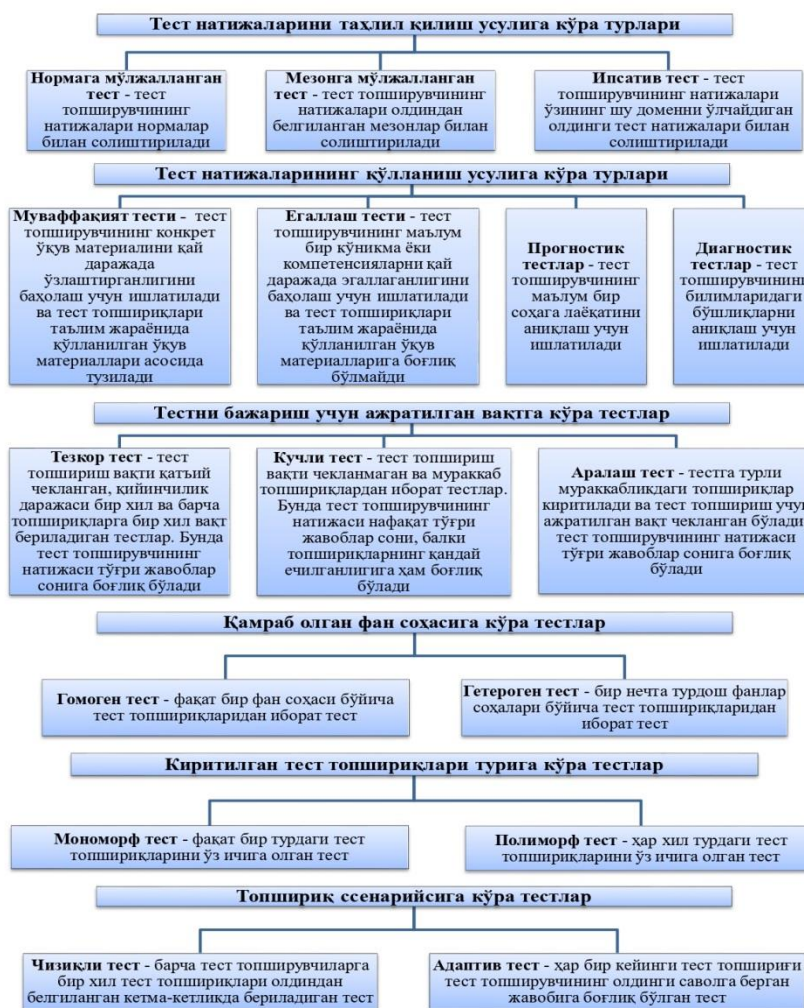 Тест натижаларини таҳлил қилиш усулига кўра турлари
Нормага мўлжалланган
тест - тест
топширувчининг
натижалари нормалар
билан солиштирилади
Мезонга мўлжалланган
тест - тест топширувчининг
натижалари олдиндан
белгиланган мезонлар билан
солиштирилади
Ипсатив тест - тест
топширувчининг натижалари
ўзининг шу доменни ўлчайдиган
олдинги тест натижалари билан
солиштирилади
Тест натижаларининг қўлланиш усулига кўра турлари
Муваффақият тести - тест
топширувчининг конкрет
ўқув материалини қай
даражада
ўзлаштирганлигини
баҳолаш учун ишлатилади
ва тест топшириқлари
таълим жараёнида
қўлланилган ўқув
материаллари асосида
тузилади
Егаллаш тести - тест
топширувчининг маълум
бир кўникма ёки
компетенсияларни қай
даражада эгаллаганлигини
баҳолаш учун ишлатилади
ва тест топшириқлари
таълим жараёнида
қўлланилган ўқув
материалларига боғлиқ
бўлмайди
Прогностик
тестлар - тест
топширувчининг
маълум бир
соҳага лаёқатини
аниқлаш учун
ишлатилади
Диагностик
тестлар - тест
топширувчининг
билимларидаги
бўшлиқларни
аниқлаш учун
ишлатилади
Тестни бажариш учун ажратилган вақтга кўра тестлар
Тезкор тест - тест
топшириш вақти қатъий
чекланган, қийинчилик
даражаси бир хил ва барча
топшириқларга бир хил вақт
бериладиган тестлар. Бунда
тест топширувчининг
натижаси тўғри жавоблар
сонига боғлиқ бўлади
Кучли тест - тест топшириш
вақти чекланмаган ва мураккаб
топшириқлардан иборат тестлар.
Бунда тест топширувчининг
натижаси нафақат тўғри
жавоблар сони, балки
топшириқларнинг қандай
ечилганлигига ҳам боғлиқ
бўлади
Аралаш тест - тестга турли
мураккабликдаги топшириқлар
киритилади ва тест топшириш учун
ажратилган вақт чекланган бўлади,
тест топширувчининг натижаси
тўғри жавоблар сонига боғлиқ
бўлади
Қамраб олган фан соҳасига кўра тестлар
Гомоген тест - фақат бир фан соҳаси бўйича
тест топшириқларидан иборат тест
Гетероген тест - бир нечта турдош фанлар
соҳалари бўйича тест топшириқларидан
иборат тест
Киритилган тест топшириқлари турига кўра тестлар
Мономорф тест - фақат бир турдаги тест
топшириқларини ўз ичига олган тест
Полиморф тест - ҳар хил турдаги тест
топшириқларини ўз ичига олган тест
Топшириқ ссенарийсига кўра тестлар
Чизиқли тест - барча тест топширувчиларга
бир хил тест топшириқлари олдиндан
белгиланган кетма-кетликда бериладиган тест
Адаптив тест - ҳар бир кейинги тест топшириғи
тест топширувчининг олдинги саволга берган
жавобига боғлиқ бўлган тест